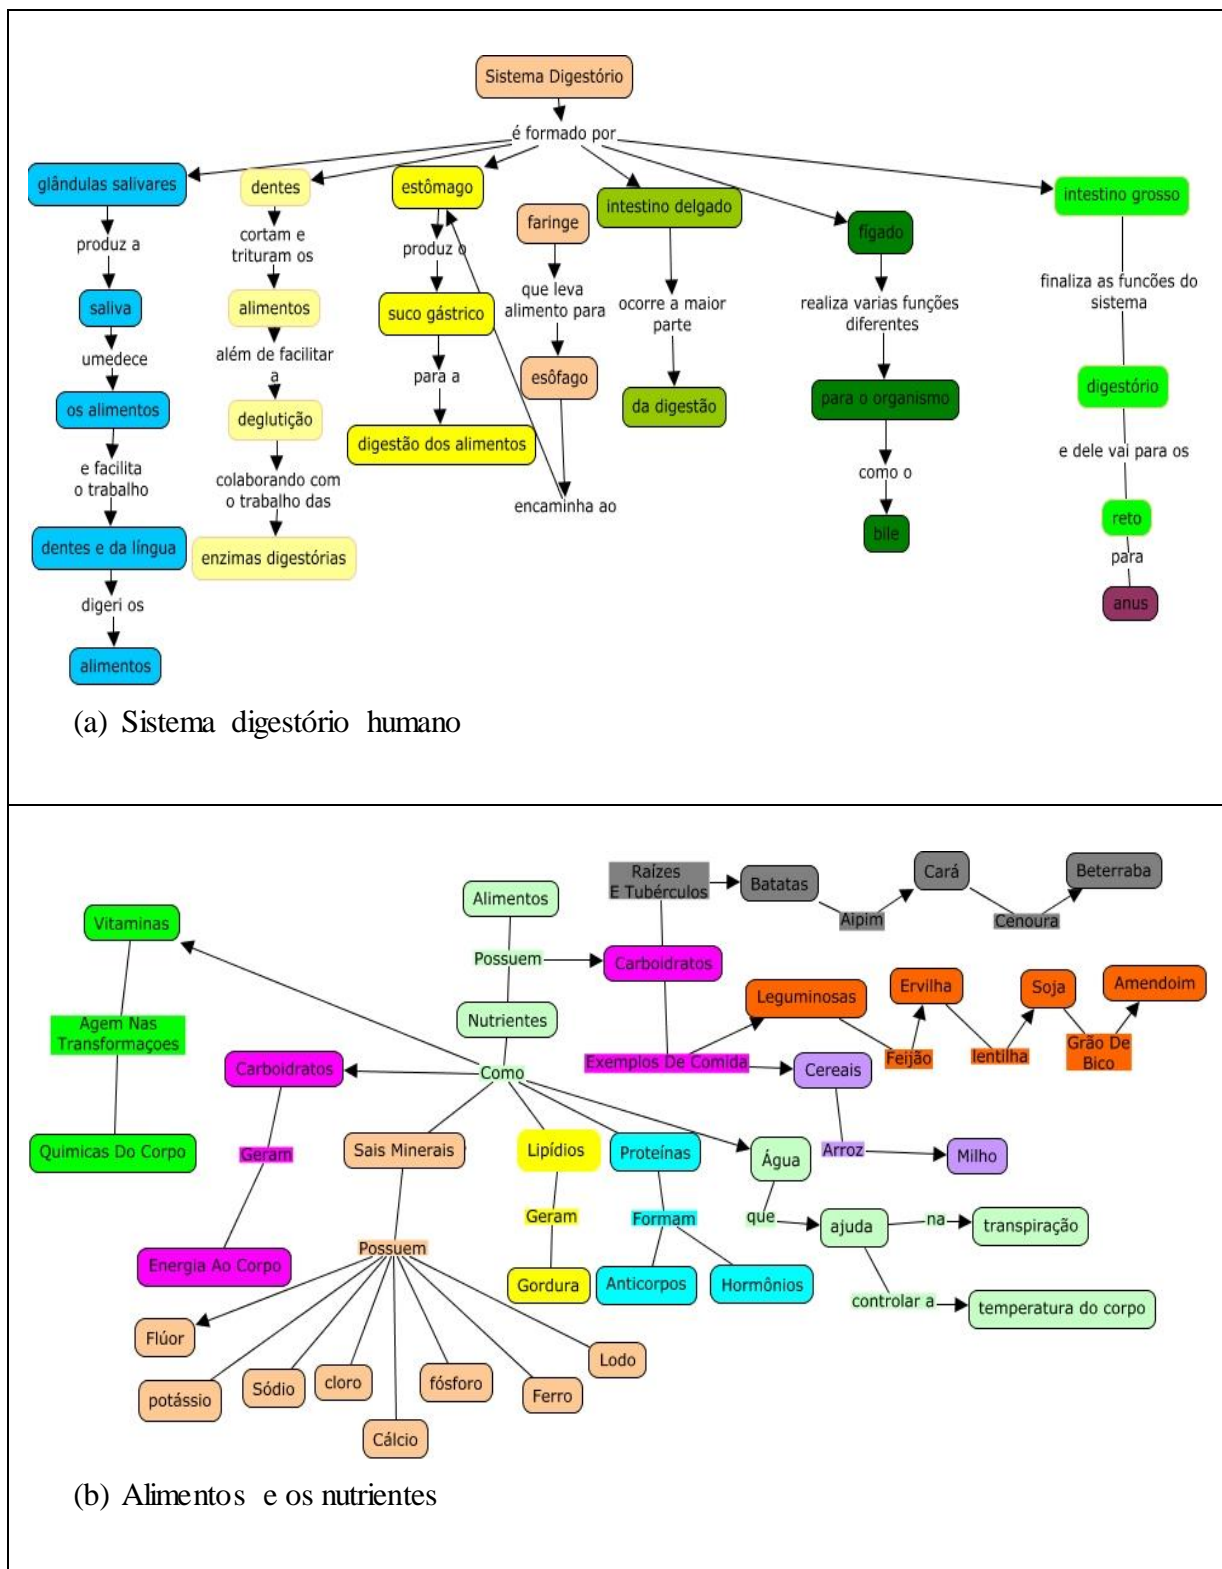 Sistema Digestório
é formado por
glândulas salivares
produz a
saliva
umedece
os alimentos
e facilita
o trabalho
dentes e da língua
digeri os
alimentos
dentes
cortam e
trituram os
alimentos
além de facilitar
a
deglutição
colaborando com
o trabalho das
enzimas digestórias
estômago
produz o
suco gástrico
para a
digestão dos alimentos
faringe
que leva
alimento para
esôfago
encaminha ao
intestino delgado
ocorre a maior
parte
da digestão
fígado
realiza varias funções
diferentes
para o organismo
como o
bile
intestino grosso
finaliza as funcões do
sistema
digestório
e dele vai para os
reto
para
anus
(a) Sistema digestório humano
Alimentos
Possuem
Nutrientes
Como
Vitaminas
Agem Nas
Transformaçoes
Quimicas Do Corpo
Carboidratos
Geram
Energia Ao Corpo
Sais Minerais
Possuem
Flúor
potássio
Sódio
cloro
Cálcio
fósforo
Ferro
Lodo
Lipídios
Geram
Gordura
Proteínas
Formam
Anticorpos
Hormônios
Água
que
ajuda
na
transpiração
controlar a
temperatura do corpo
Carboidratos
Raízes
E Tubérculos
Batatas
Aipim
Cará
Cenoura
Beterraba
Exemplos De Comida
Leguminosas
Feijão
Ervilha
lentilha
Soja
Grão De
Bico
Amendoim
Cereais
Arroz
Milho
(b) Alimentos e os nutrientes